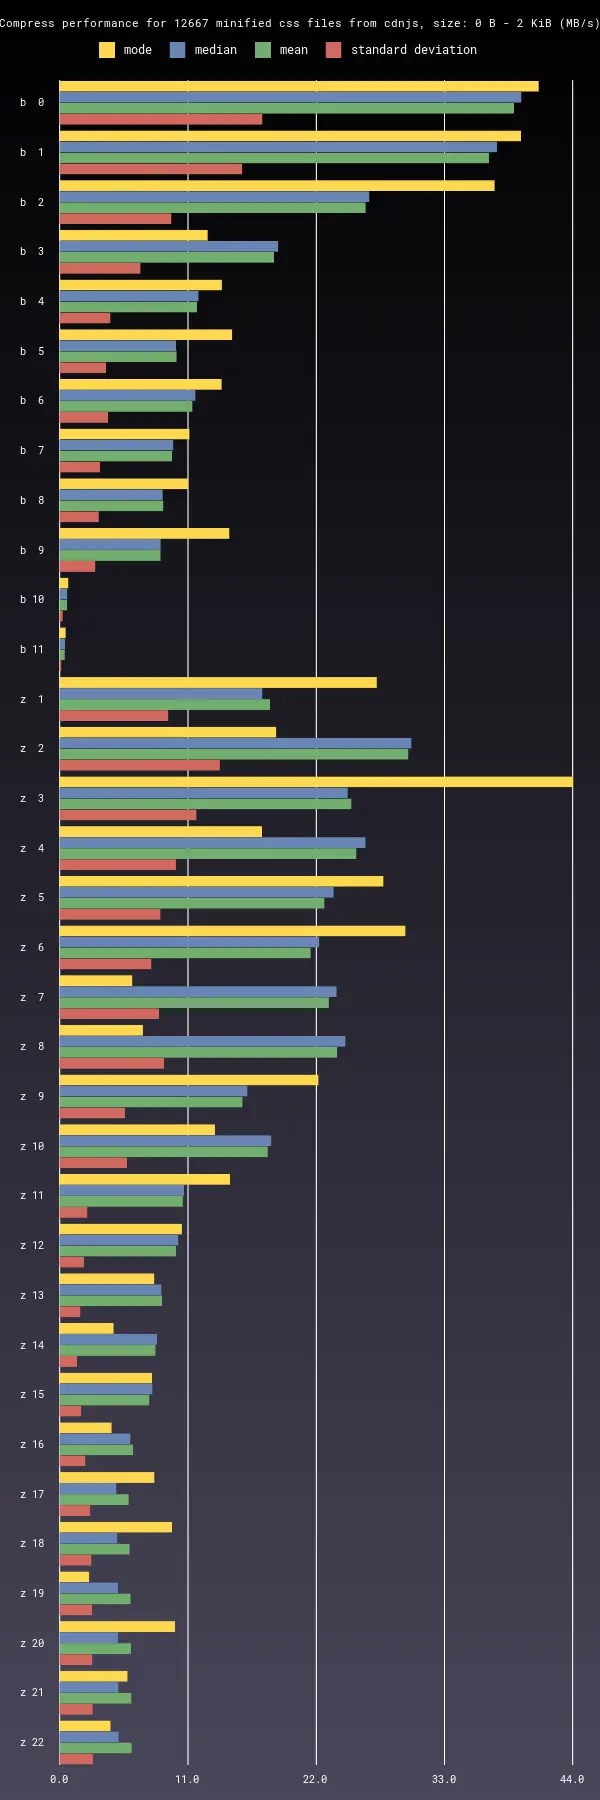 Compress performance for 12667 minified css files from cdnjs, size: 0 B - 2 KiB (MB/s)
mode median mean standard deviation
b 0
b 1
b 2
b 3
b 4
b 5
b 6
b 7
b 8
b 9
b 10
b 11
z 1
z 2
z 3
z 4
z 5
z 6
z 7
z 8
z 9
z 10
z 11
z 12
z 13
z 14
z 15
z 16
z 17
z 18
z 19
z 20
z 21
z 22
0.0 11.0 22.0 33.0 44.0